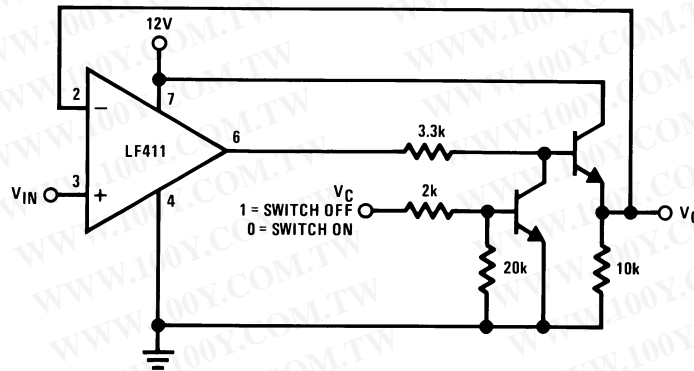 12V
2
7
−
LF411
6
3.3k
VIN
3
+
4
VC
2k
1 = SWITCH OFF
0 = SWITCH ON
20k
10k
WWW.100Y.COM.TW